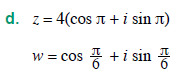 d. z = 4(cos π + i sin π)
w = cos π/6 + i sin π/6